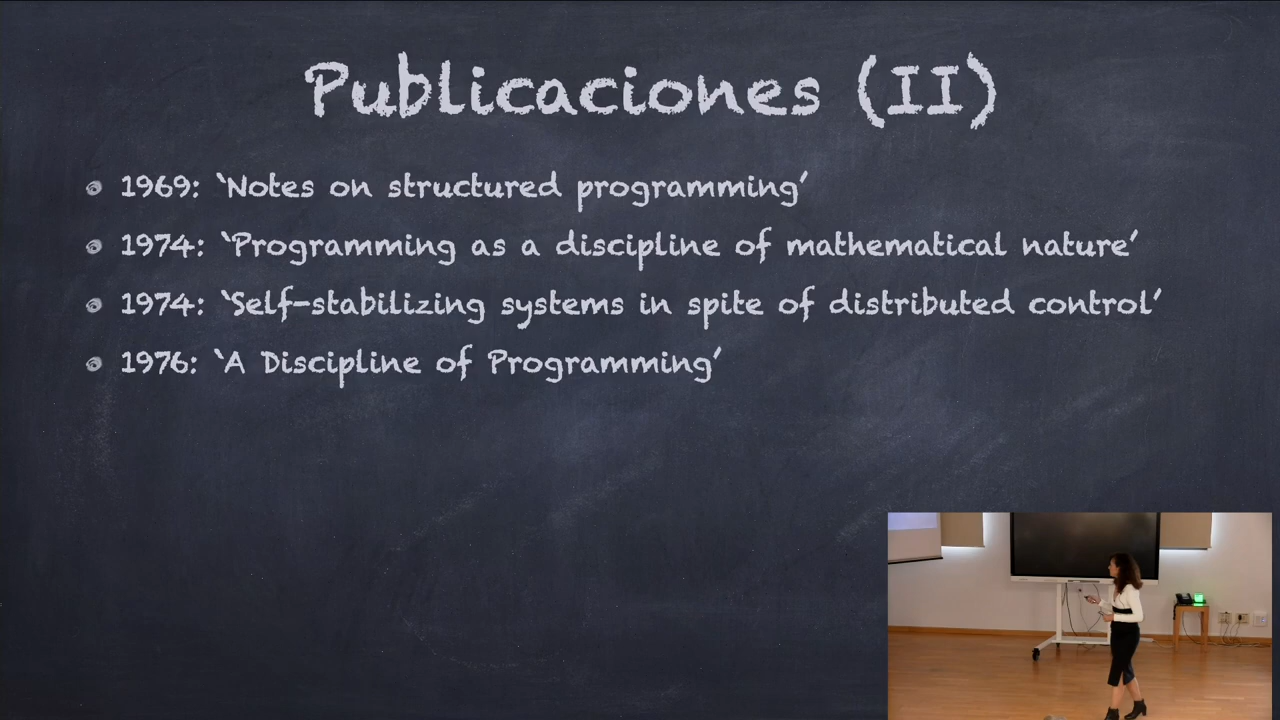 Publicaciones (II)
1969: ‘Notes on structured programming’
1974: ‘Programming as a discipline of mathematical nature’
1974: ‘Self-stabilizing systems in spite of distributed control’
1976: ‘A Discipline of Programming’